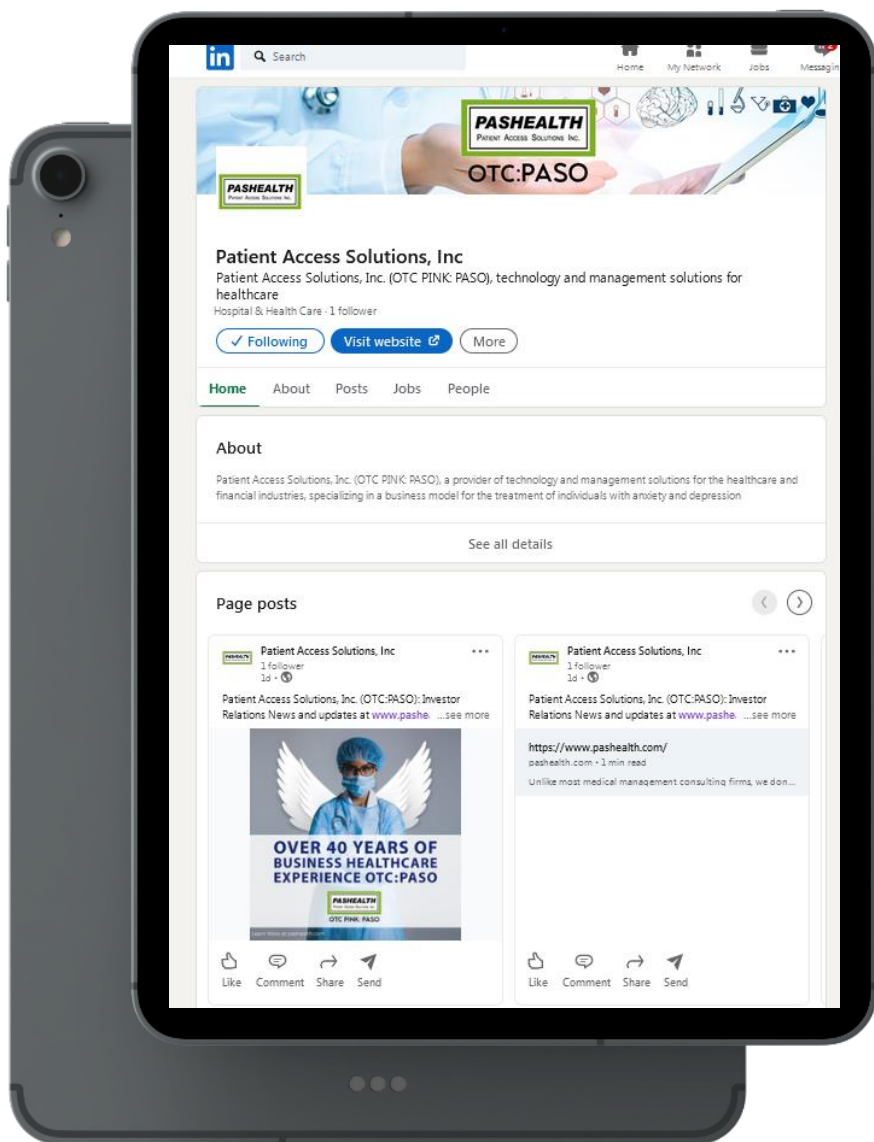 in
Search
Home
My Network
Jobs
Messagin
PASHEALTH
PATIENT ACCESS SOLUTIONS INC.
OTC:PASO
PASHEALTH
PATIENT ACCESS SOLUTIONS INC.
Patient Access Solutions, Inc
Patient Access Solutions, Inc. (OTC PINK: PASO), technology and management solutions for
healthcare
Hospital & Health Care · 1 follower
✓ Following
Visit website
More
Home
About
Posts
Jobs
People
About
Patient Access Solutions, Inc. (OTC PINK: PASO), a provider of technology and management solutions for the healthcare and
financial industries, specializing in a business model for the treatment of individuals with anxiety and depression
See all details
Page posts
PASHEALTH
Patient Access Solutions, Inc
1 follower
1d ·
Patient Access Solutions, Inc. (OTC:PASO): Investor
Relations News and updates at www.pashe. ...see more
OVER 40 YEARS OF
BUSINESS HEALTHCARE
EXPERIENCE OTC:PASO
PASHEALTH
OTC PINK: PASO
Learn More at pashealth.com
Like
Comment
Share
Send
PASHEALTH
Patient Access Solutions, Inc
1 follower
1d ·
Patient Access Solutions, Inc. (OTC:PASO): Investor
Relations News and updates at www.pashe. ...see more
https://www.pashealth.com/
pashealth.com · 1 min read
Unlike most medical management consulting firms, we don...
Like
Comment
Share
Send